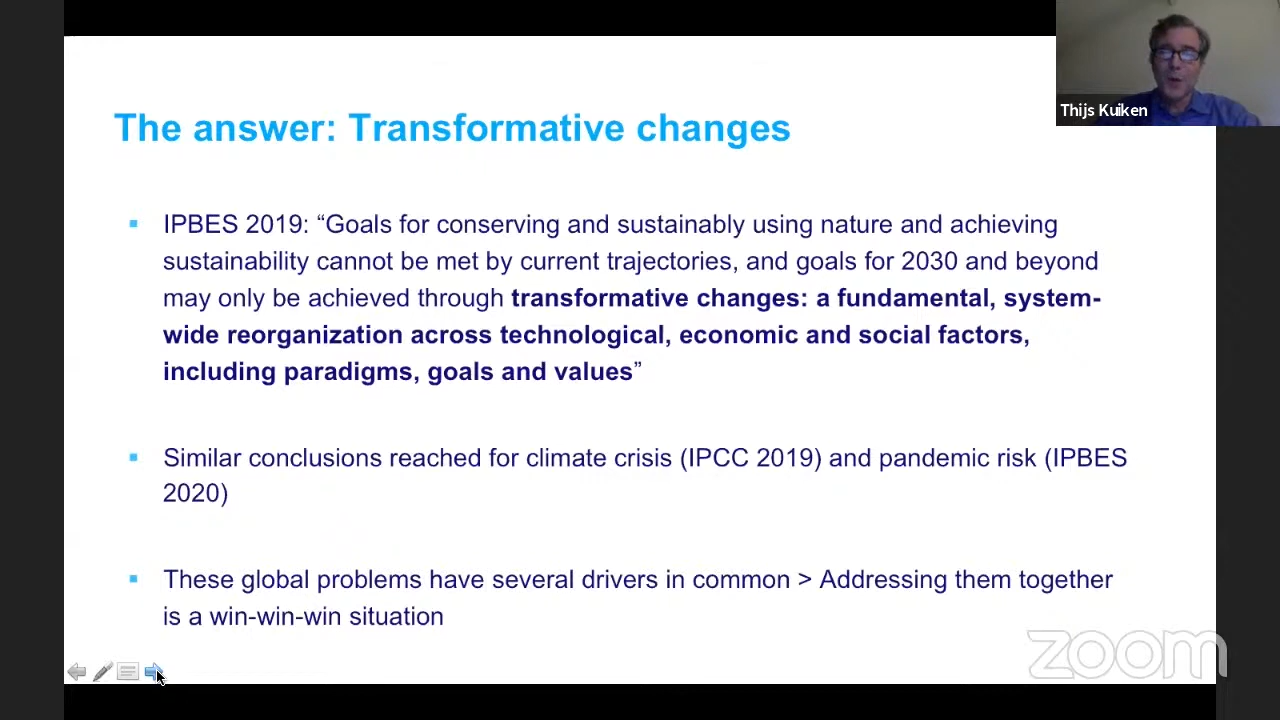 Thijs Kuiken
The answer: Transformative changes
▪ IPBES 2019: “Goals for conserving and sustainably using nature and achieving
sustainability cannot be met by current trajectories, and goals for 2030 and beyond
may only be achieved through transformative changes: a fundamental, system-
wide reorganization across technological, economic and social factors,
including paradigms, goals and values”
▪ Similar conclusions reached for climate crisis (IPCC 2019) and pandemic risk (IPBES
2020)
▪ These global problems have several drivers in common > Addressing them together
is a win-win-win situation
zoom